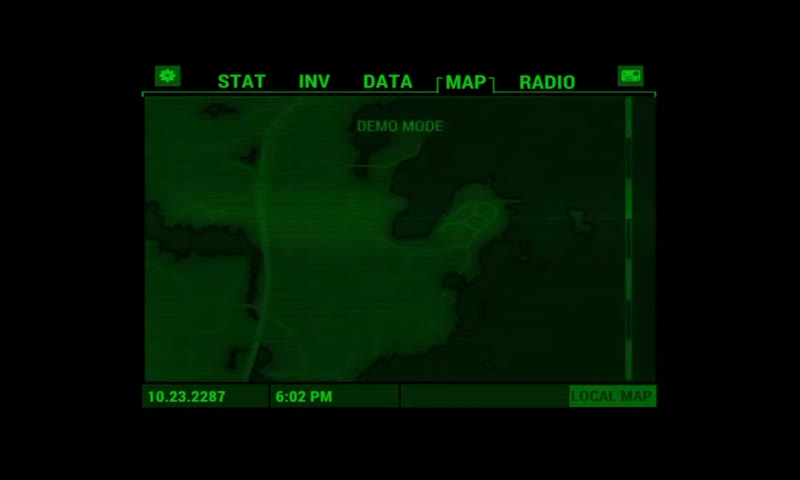 STAT INV DATA MAP RADIO
DEMO MODE
10.23.2287 6:02 PM LOCAL MAP